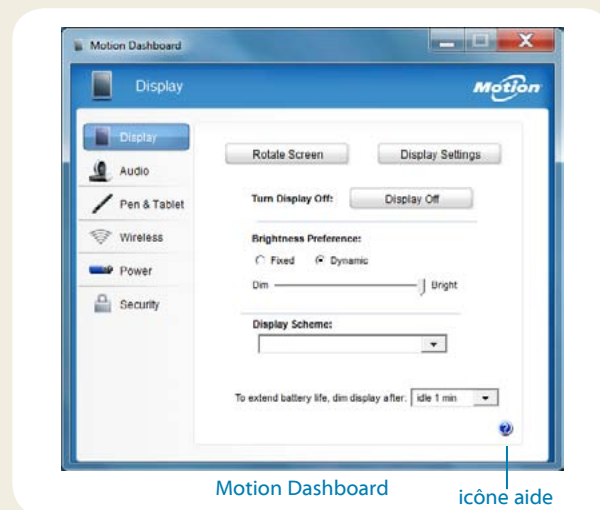 Motion Dashboard
Display
Motion
Display
Audio
Pen & Tablet
Wireless
Power
Security
Rotate Screen
Display Settings
Turn Display Off:
Display Off
Brightness Preference:
Fixed
Dynamic
Dim
Bright
Display Scheme:
To extend battery life, dim display after:
idle 1 min
?
Motion Dashboard
icône aide